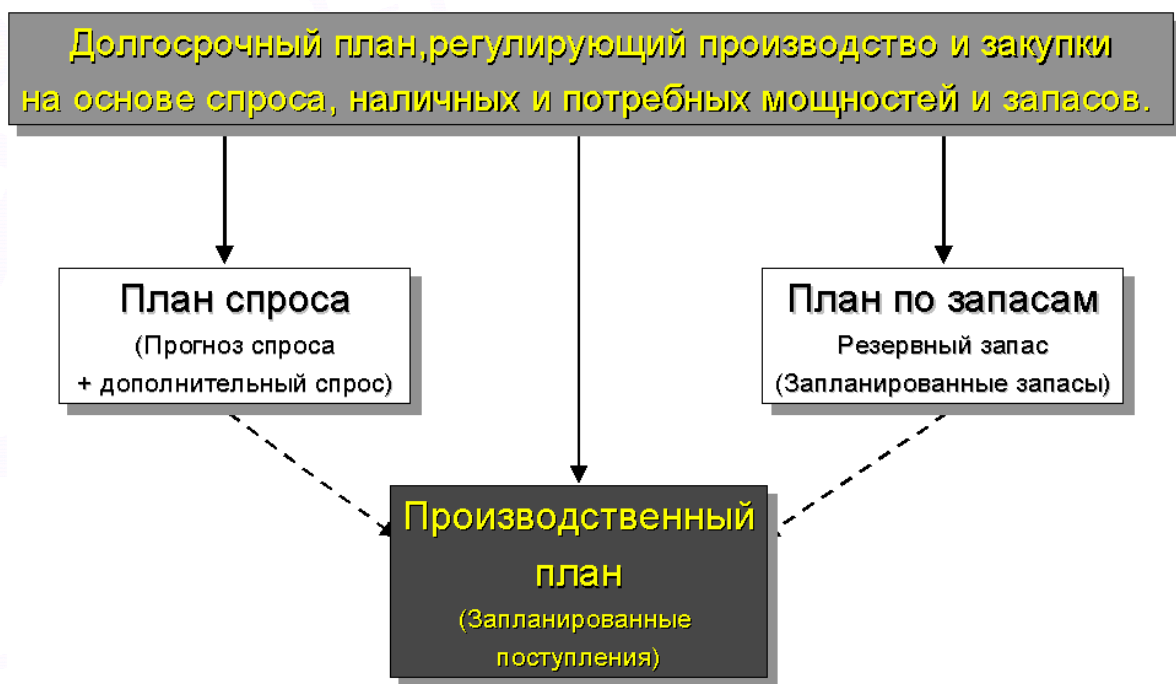 Долгосрочный план,регулирующий производство и закупки
на основе спроса, наличных и потребных мощностей и запасов.
План спроса
(Прогноз спроса
+ дополнительный спрос)
План по запасам
Резервный запас
(Запланированные запасы)
Производственный
план
(Запланированные
поступления)